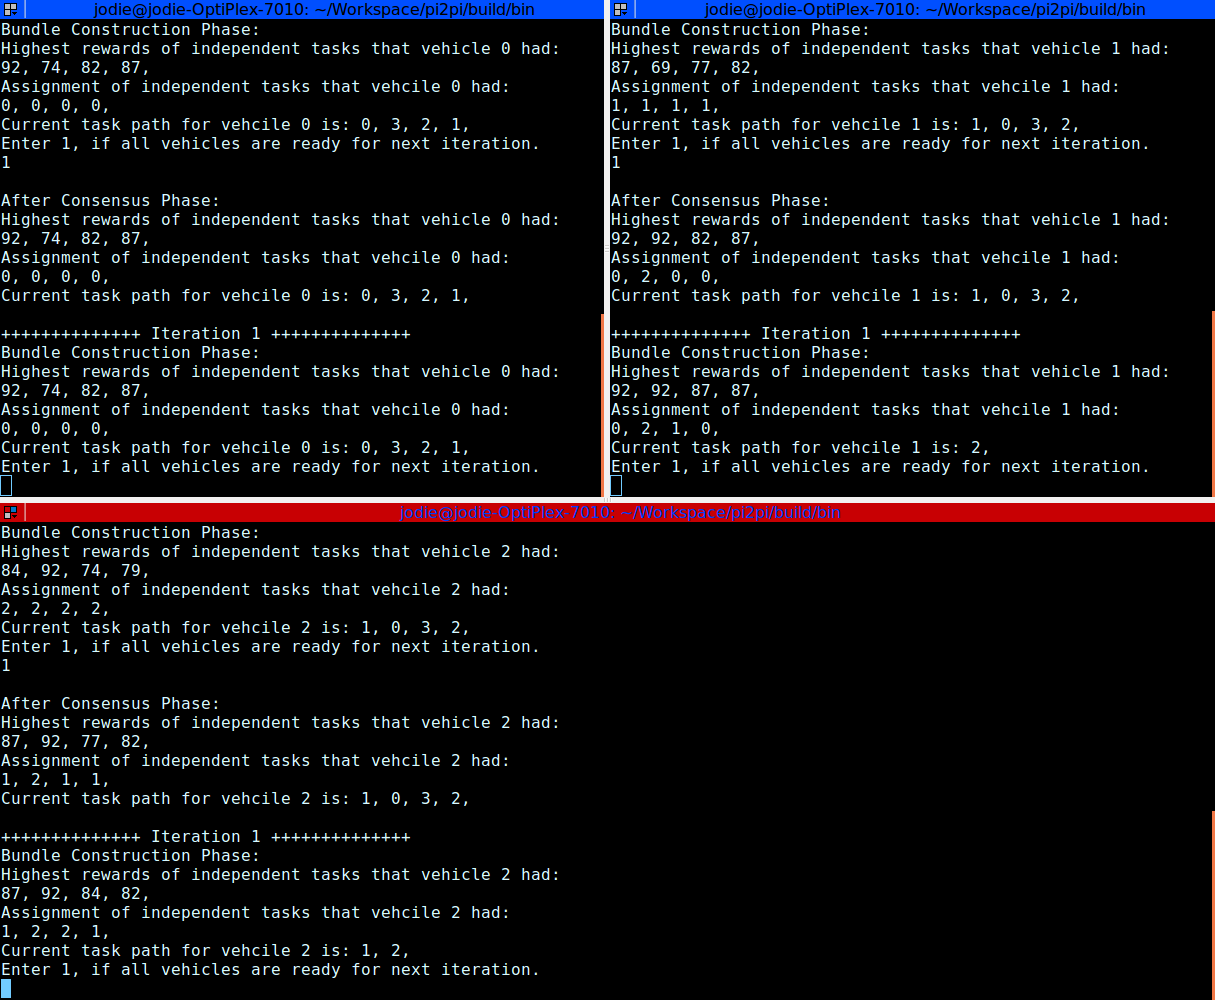 jodie@jodie-OptiPlex-7010: ~/Workspace/pi2pi/build/bin
Bundle Construction Phase:
Highest rewards of independent tasks that vehicle 0 had:
92, 74, 82, 87,
Assignment of independent tasks that vehcile 0 had:
0, 0, 0, 0,
Current task path for vehcile 0 is: 0, 3, 2, 1,
Enter 1, if all vehicles are ready for next iteration.
1
After Consensus Phase:
Highest rewards of independent tasks that vehicle 0 had:
92, 74, 82, 87,
Assignment of independent tasks that vehcile 0 had:
0, 0, 0, 0,
Current task path for vehcile 0 is: 0, 3, 2, 1,
++++++++++++++ Iteration 1 ++++++++++++++
Bundle Construction Phase:
Highest rewards of independent tasks that vehicle 0 had:
92, 74, 82, 87,
Assignment of independent tasks that vehcile 0 had:
0, 0, 0, 0,
Current task path for vehcile 0 is: 0, 3, 2, 1,
Enter 1, if all vehicles are ready for next iteration.
jodie@jodie-OptiPlex-7010: ~/Workspace/pi2pi/build/bin
Bundle Construction Phase:
Highest rewards of independent tasks that vehicle 1 had:
87, 69, 77, 82,
Assignment of independent tasks that vehcile 1 had:
1, 1, 1, 1,
Current task path for vehcile 1 is: 1, 0, 3, 2,
Enter 1, if all vehicles are ready for next iteration.
1
After Consensus Phase:
Highest rewards of independent tasks that vehicle 1 had:
92, 92, 82, 87,
Assignment of independent tasks that vehcile 1 had:
0, 2, 0, 0,
Current task path for vehcile 1 is: 1, 0, 3, 2,
++++++++++++++ Iteration 1 ++++++++++++++
Bundle Construction Phase:
Highest rewards of independent tasks that vehicle 1 had:
92, 92, 87, 87,
Assignment of independent tasks that vehcile 1 had:
0, 2, 1, 0,
Current task path for vehcile 1 is: 2,
Enter 1, if all vehicles are ready for next iteration.
jodie@jodie-OptiPlex-7010: ~/Workspace/pi2pi/build/bin
Bundle Construction Phase:
Highest rewards of independent tasks that vehicle 2 had:
84, 92, 74, 79,
Assignment of independent tasks that vehcile 2 had:
2, 2, 2, 2,
Current task path for vehcile 2 is: 1, 0, 3, 2,
Enter 1, if all vehicles are ready for next iteration.
1
After Consensus Phase:
Highest rewards of independent tasks that vehicle 2 had:
87, 92, 77, 82,
Assignment of independent tasks that vehcile 2 had:
1, 2, 1, 1,
Current task path for vehcile 2 is: 1, 0, 3, 2,
++++++++++++++ Iteration 1 ++++++++++++++
Bundle Construction Phase:
Highest rewards of independent tasks that vehicle 2 had:
87, 92, 84, 82,
Assignment of independent tasks that vehcile 2 had:
1, 2, 2, 1,
Current task path for vehcile 2 is: 1, 2,
Enter 1, if all vehicles are ready for next iteration.